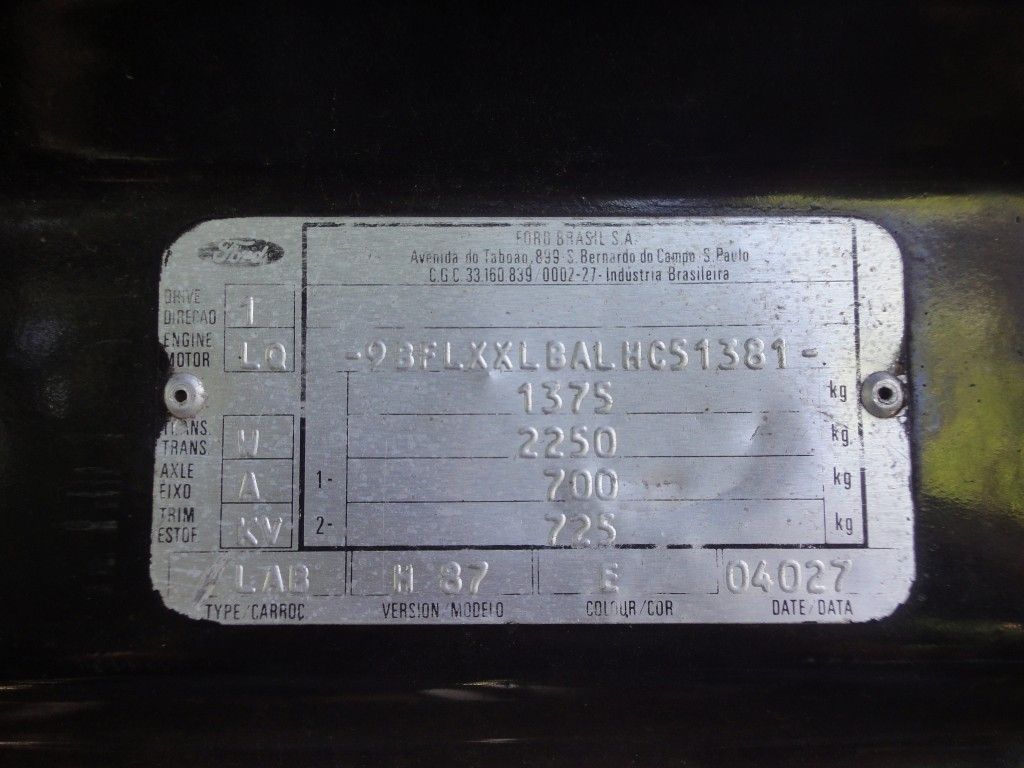 Ford
FORD BRASIL S.A.
Avenida do Taboão, 899-S. Bernardo do Campo-S. Paulo
C.G.C 33.160.839/0002-27-Indústria Brasileira
DRIVE 1
DIRECAO
ENGINE LQ -9BFLXXLBALHC51381-
MOTOR
1375 kg
TRANS. W 2250 kg
TRANS.
AXLE A 1- 700 kg
EIXO
TRIM KV 2- 725 kg
ESTOF.
LAB M 87 E 04027
TYPE/CARROC VERSION/MODELO COLOUR/COR DATE/DATA